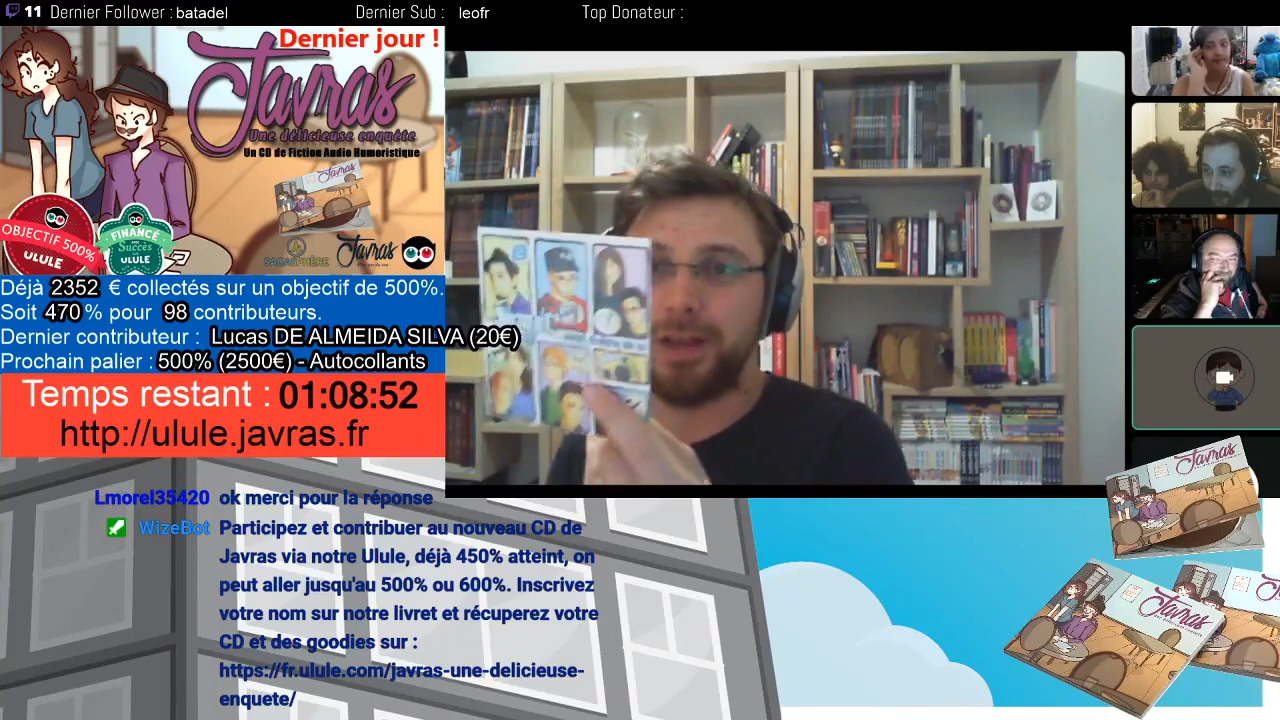 11 Dernier Follower : batadel Dernier Sub : leofr Top Donateur :
Dernier jour !
Javras
Une délicieuse enquête
Un CD de Fiction Audio Humoristique
Javras
OBJECTIF 500%
ULULE
FINANCÉ
AVEC
Succès
SUR
ULULE
SAGASPHÈRE
Javras
Déjà 2352 € collectés sur un objectif de 500%.
Soit 470 % pour 98 contributeurs.
Dernier contributeur : Lucas DE ALMEIDA SILVA (20€)
Prochain palier : 500% (2500€) - Autocollants
Temps restant : 01:08:52
http://ulule.javras.fr
Lmorel35420 ok merci pour la réponse
WizeBot Participez et contribuer au nouveau CD de
Javras via notre Ulule, déjà 450% atteint, on
peut aller jusqu'au 500% ou 600%. Inscrivez
votre nom sur notre livret et récuperez votre
CD et des goodies sur :
https://fr.ulule.com/javras-une-delicieuse-
enquete/
Javras
Javras
Javras